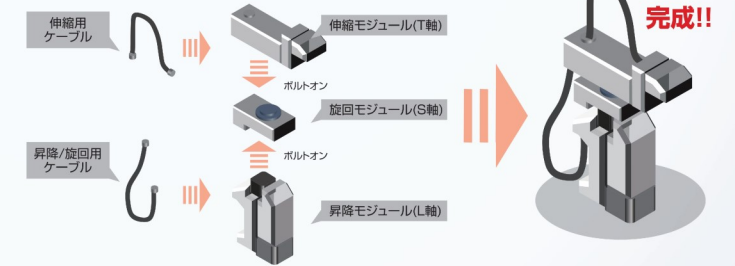 伸縮用
ケーブル
伸縮モジュール(T軸)
完成!!
ボルトオン
旋回モジュール(S軸)
ボルトオン
昇降/旋回用
ケーブル
昇降モジュール(L軸)